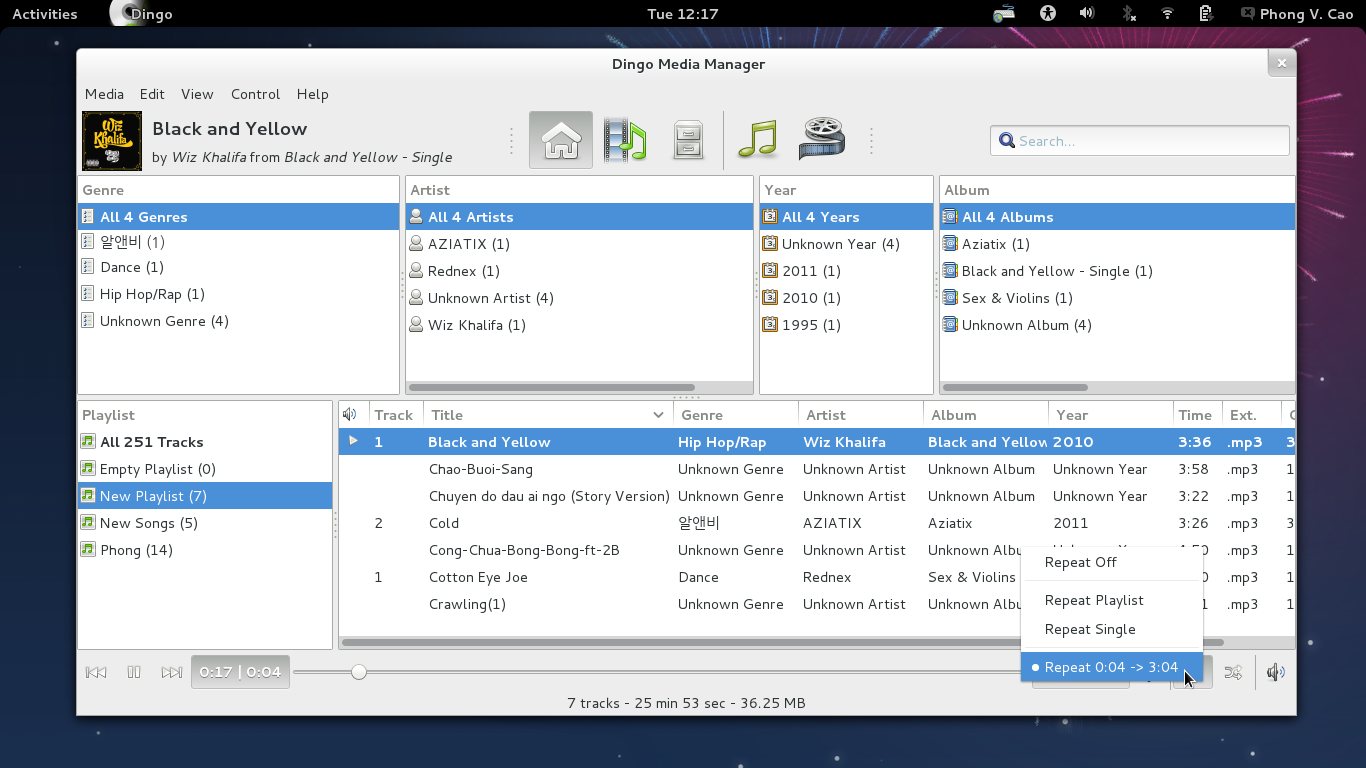 Activities Dingo Tue 12:17 Phong V. Cao
Dingo Media Manager
Media Edit View Control Help
Wiz Khalifa
Black and Yellow
by Wiz Khalifa from Black and Yellow - Single
Search...
Genre Artist Year Album
All 4 Genres All 4 Artists All 4 Years All 4 Albums
알앤비 (1) AZIATIX (1) Unknown Year (4) Aziatix (1)
Dance (1) Rednex (1) 2011 (1) Black and Yellow - Single (1)
Hip Hop/Rap (1) Unknown Artist (4) 2010 (1) Sex & Violins (1)
Unknown Genre (4) Wiz Khalifa (1) 1995 (1) Unknown Album (4)
Playlist Track Title Genre Artist Album Year Time Ext.
All 251 Tracks 1 Black and Yellow Hip Hop/Rap Wiz Khalifa Black and Yellow 2010 3:36 .mp3 3
Empty Playlist (0) Chao-Buoi-Sang Unknown Genre Unknown Artist Unknown Album Unknown Year 3:58 .mp3 1
New Playlist (7) Chuyen do dau ai ngo (Story Version) Unknown Genre Unknown Artist Unknown Album Unknown Year 3:22 .mp3 1
New Songs (5) 2 Cold 알앤비 AZIATIX Aziatix 2011 3:26 .mp3 3
Phong (14) Cong-Chua-Bong-Bong-ft-2B Unknown Genre Unknown Artist Unknown .mp3 1
1 Cotton Eye Joe Dance Rednex Sex & Violins .mp3 1
Crawling(1) Unknown Genre Unknown Artist Unknown .mp3 1
Repeat Off
Repeat Playlist
Repeat Single
Repeat 0:04 -> 3:04
0:17 | 0:04
7 tracks - 25 min 53 sec - 36.25 MB